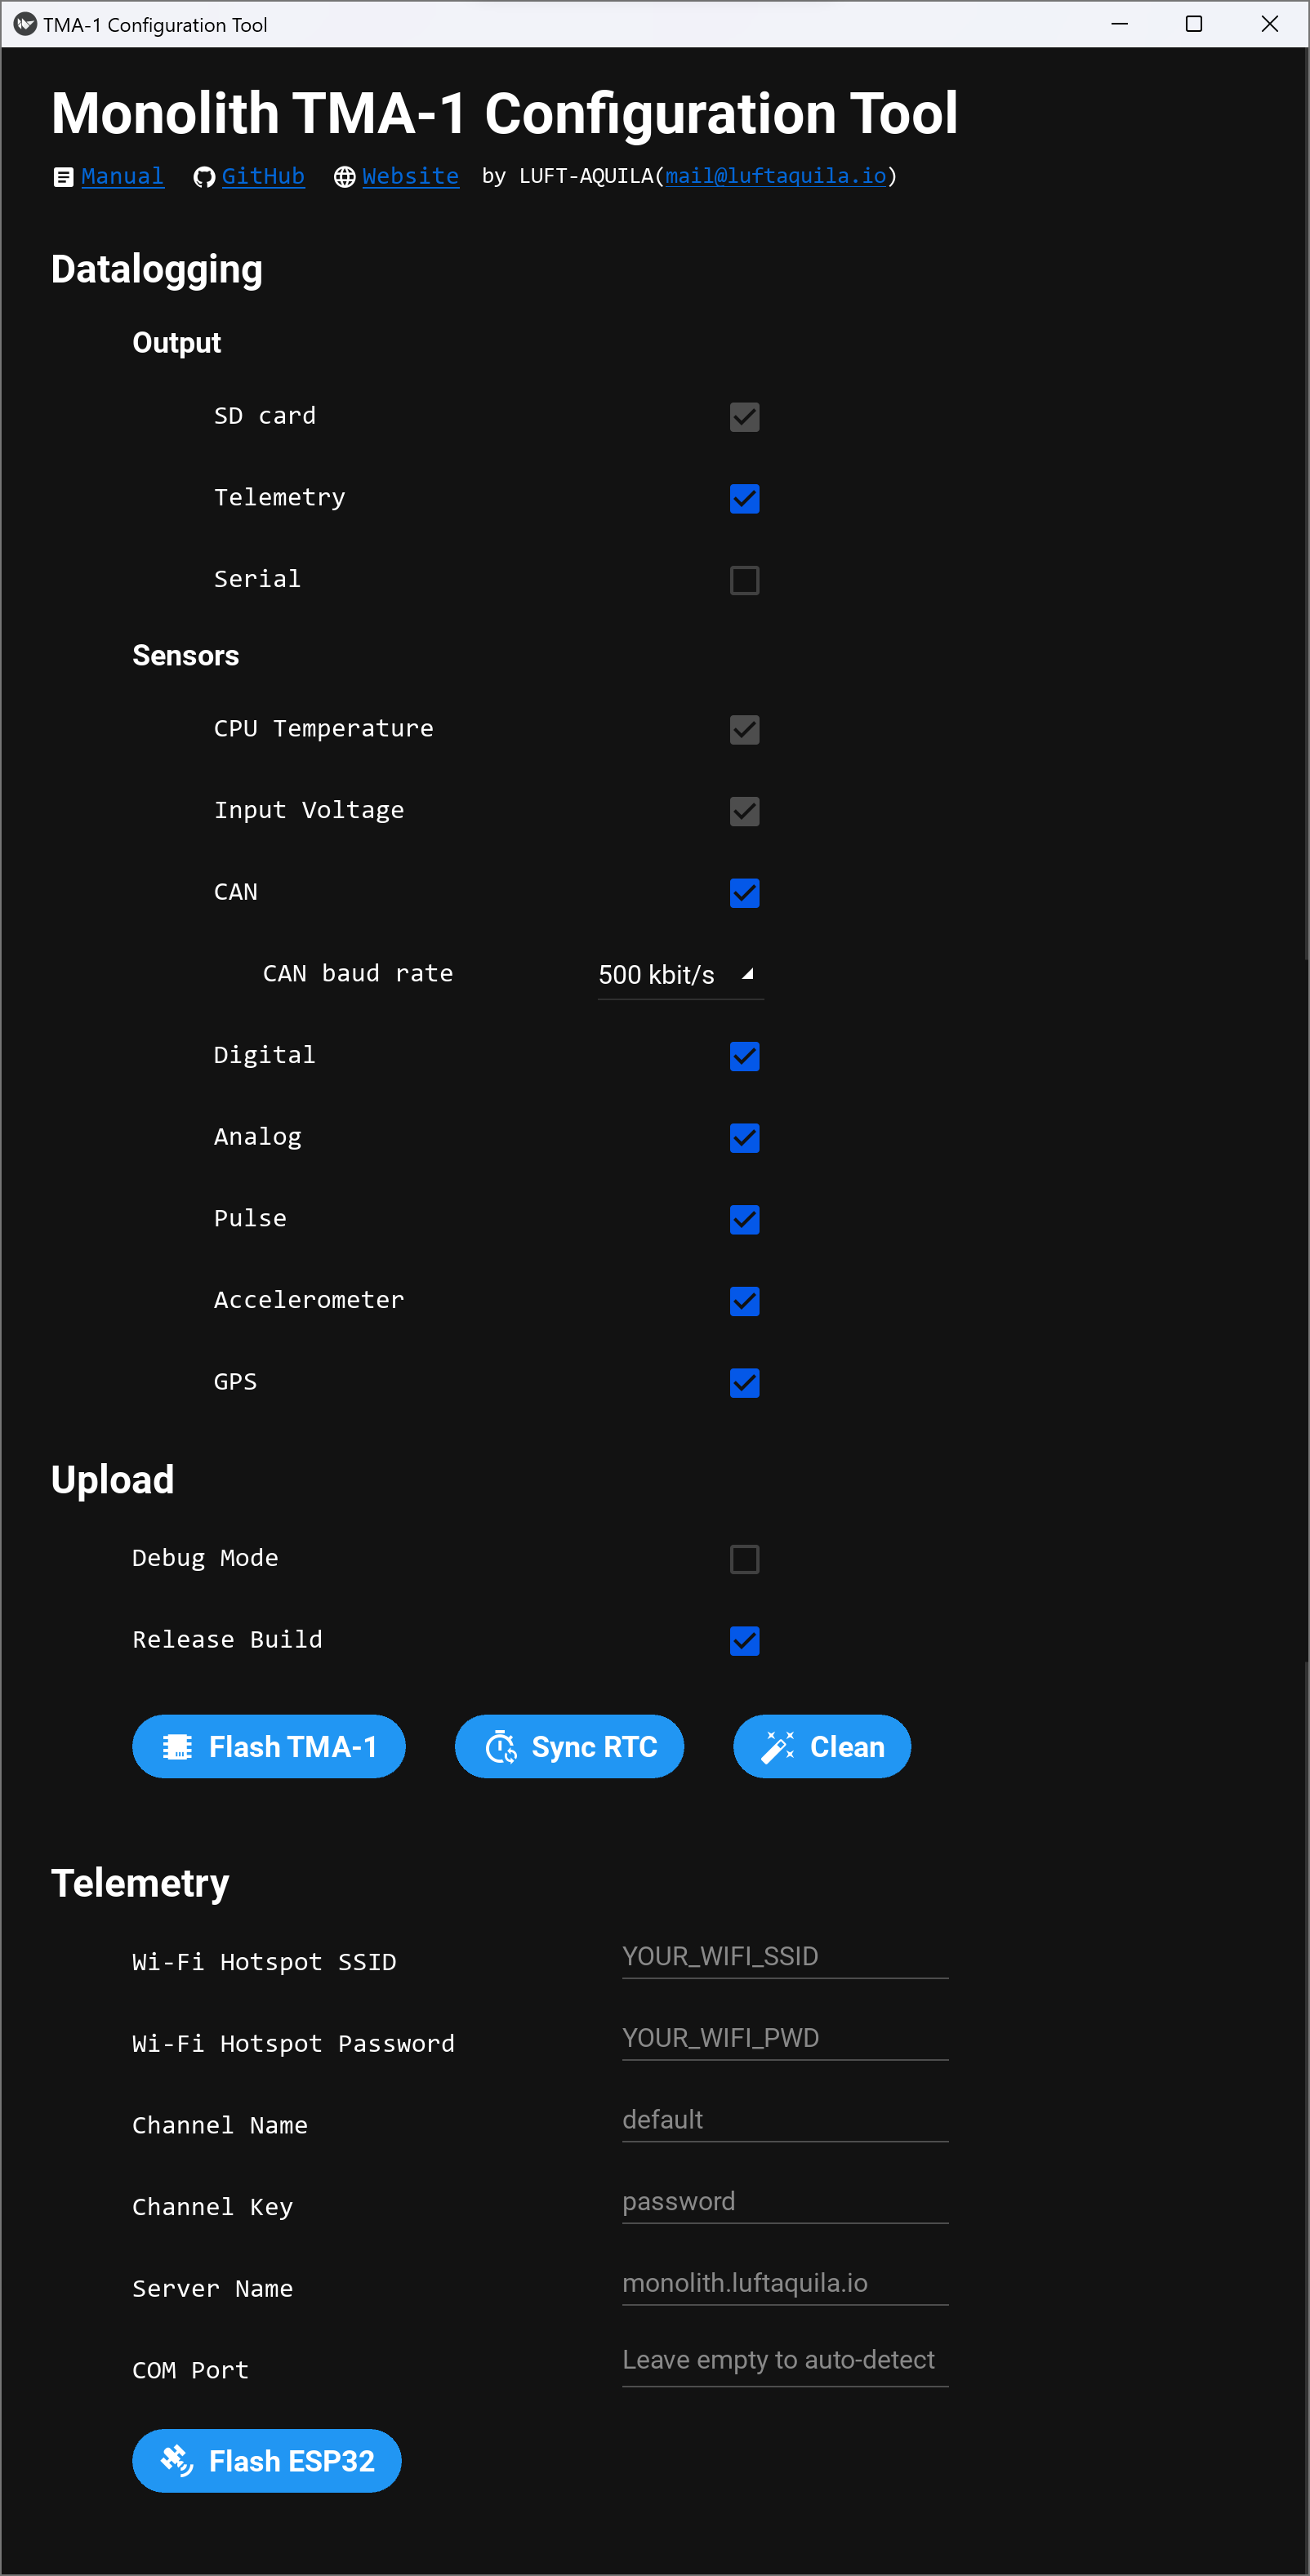 TMA-1 Configuration Tool
Monolith TMA-1 Configuration Tool
Manual GitHub Website by LUFT-AQUILA(mail@luftaquila.io)
Datalogging
Output
SD card
Telemetry
Serial
Sensors
CPU Temperature
Input Voltage
CAN
CAN baud rate 500 kbit/s
Digital
Analog
Pulse
Accelerometer
GPS
Upload
Debug Mode
Release Build
Flash TMA-1 Sync RTC Clean
Telemetry
Wi-Fi Hotspot SSID YOUR_WIFI_SSID
Wi-Fi Hotspot Password YOUR_WIFI_PWD
Channel Name default
Channel Key password
Server Name monolith.luftaquila.io
COM Port Leave empty to auto-detect
Flash ESP32